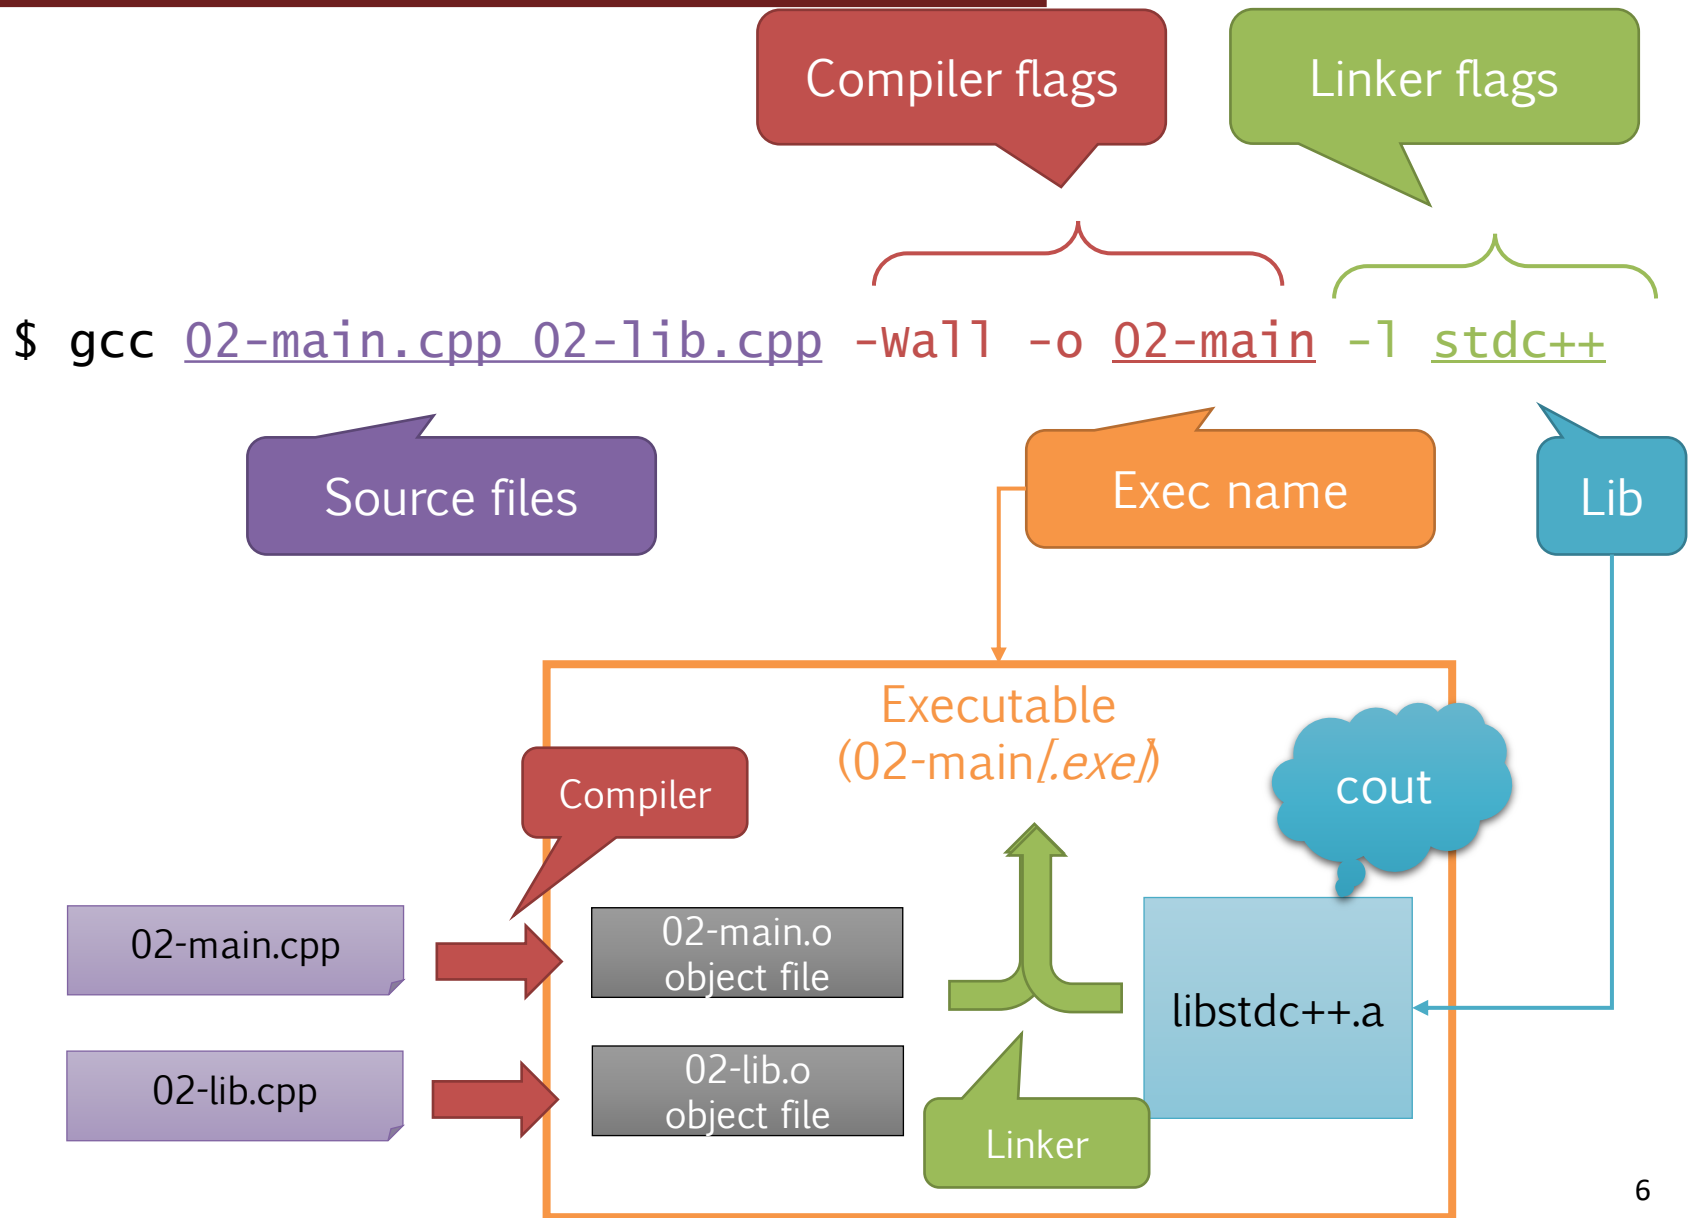 Compiler flags
Linker flags
$ gcc 02-main.cpp 02-lib.cpp -Wall -o 02-main -l stdc++
Source files
Exec name
Lib
Executable
(02-main[.exe])
Compiler
cout
02-main.cpp
02-main.o
object file
libstdc++.a
02-lib.cpp
02-lib.o
object file
Linker
6